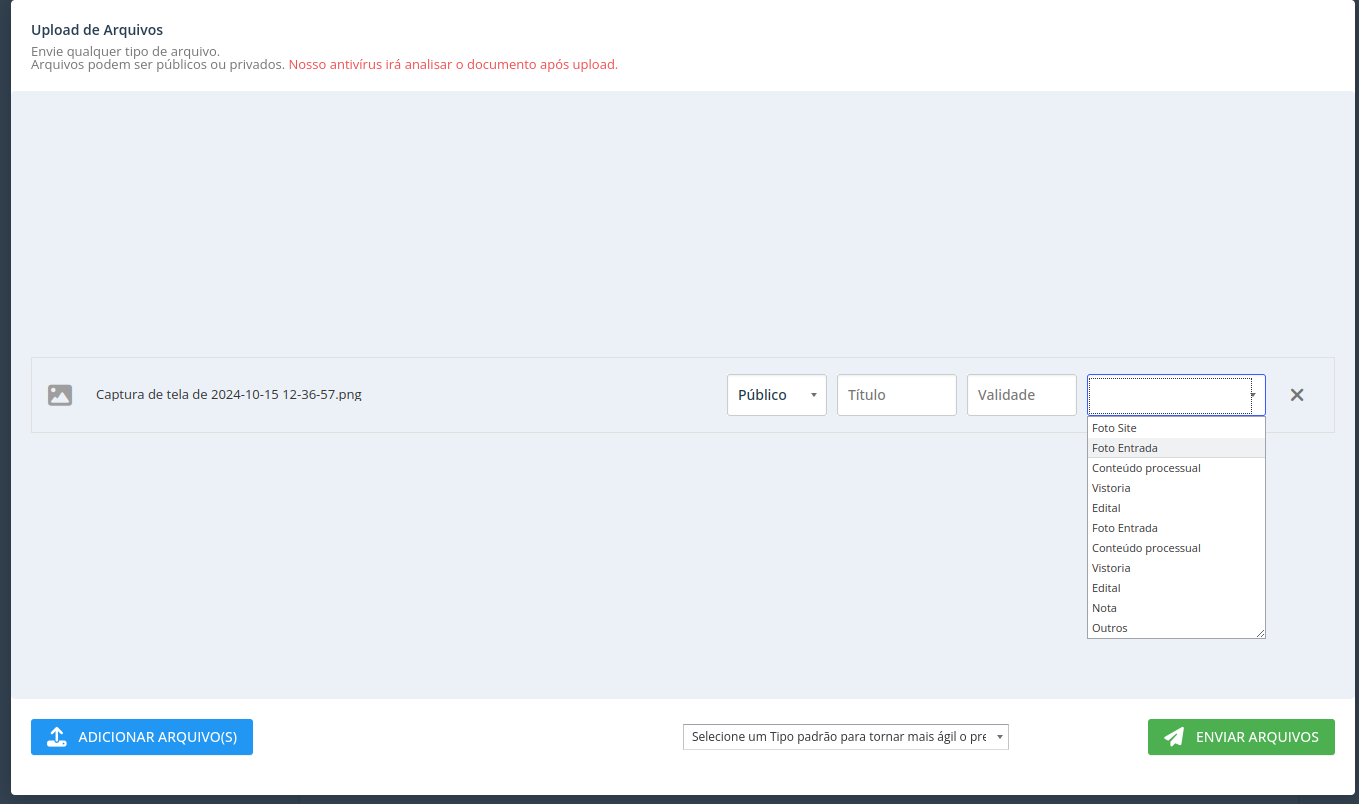 Upload de Arquivos
Envie qualquer tipo de arquivo.
Arquivos podem ser públicos ou privados. Nosso antivírus irá analisar o documento após upload.
Captura de tela de 2024-10-15 12-36-57.png
Público
Título
Validade
Foto Site
Foto Entrada
Conteúdo processual
Vistoria
Edital
Foto Entrada
Conteúdo processual
Vistoria
Edital
Nota
Outros
ADICIONAR ARQUIVO(S)
Selecione um Tipo padrão para tornar mais ágil o pre
ENVIAR ARQUIVOS